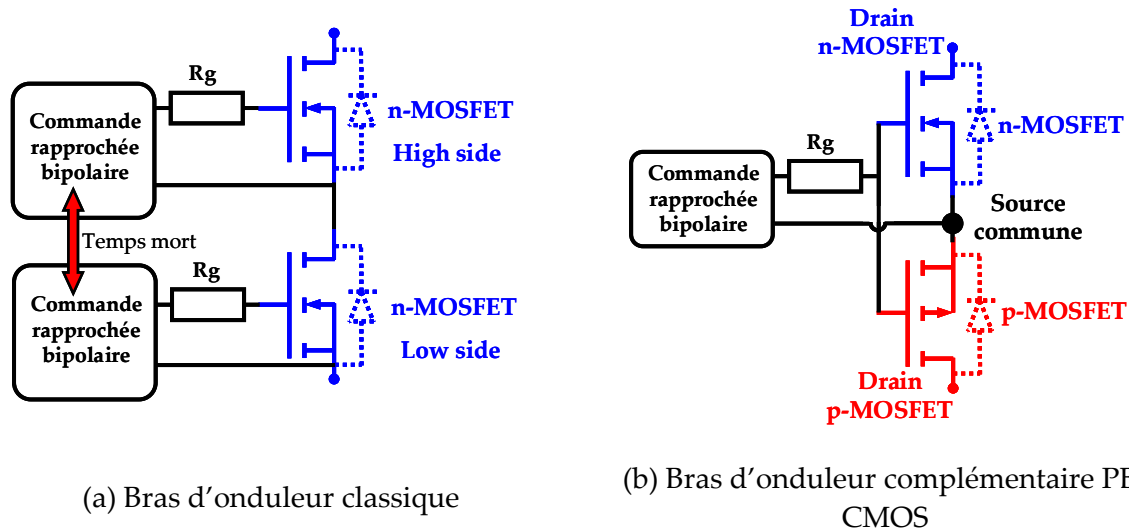 Commande
rapprochée
bipolaire
Rg
n-MOSFET
High side
Temps mort
Commande
rapprochée
bipolaire
Rg
n-MOSFET
Low side
(a) Bras d'onduleur classique
Drain
n-MOSFET
Commande
rapprochée
bipolaire
Rg
n-MOSFET
Source
commune
p-MOSFET
Drain
p-MOSFET
(b) Bras d'onduleur complémentaire PE
CMOS